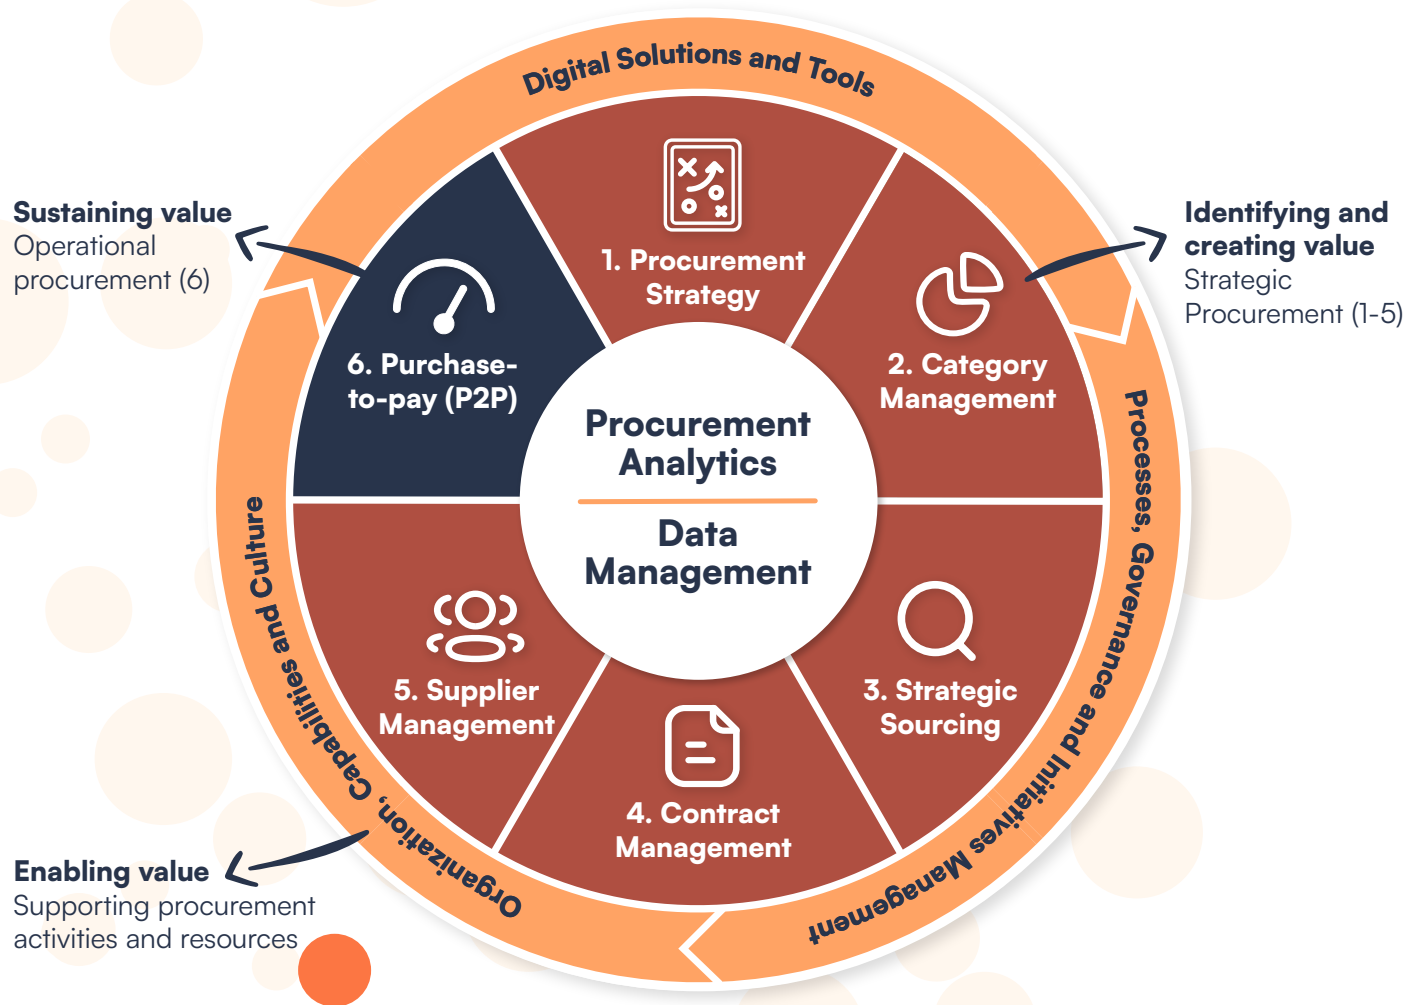 Digital Solutions and Tools
Sustaining value
Operational
procurement (6)
Identifying and
creating value
Strategic
Procurement (1-5)
1. Procurement
Strategy
2. Category
Management
6. Purchase-
to-pay (P2P)
Procurement
Analytics
Data
Management
Processes, Governance and Initiatives Management
3. Strategic
Sourcing
4. Contract
Management
5. Supplier
Management
Organization, Capabilities and Culture
Enabling value
Supporting procurement
activities and resources